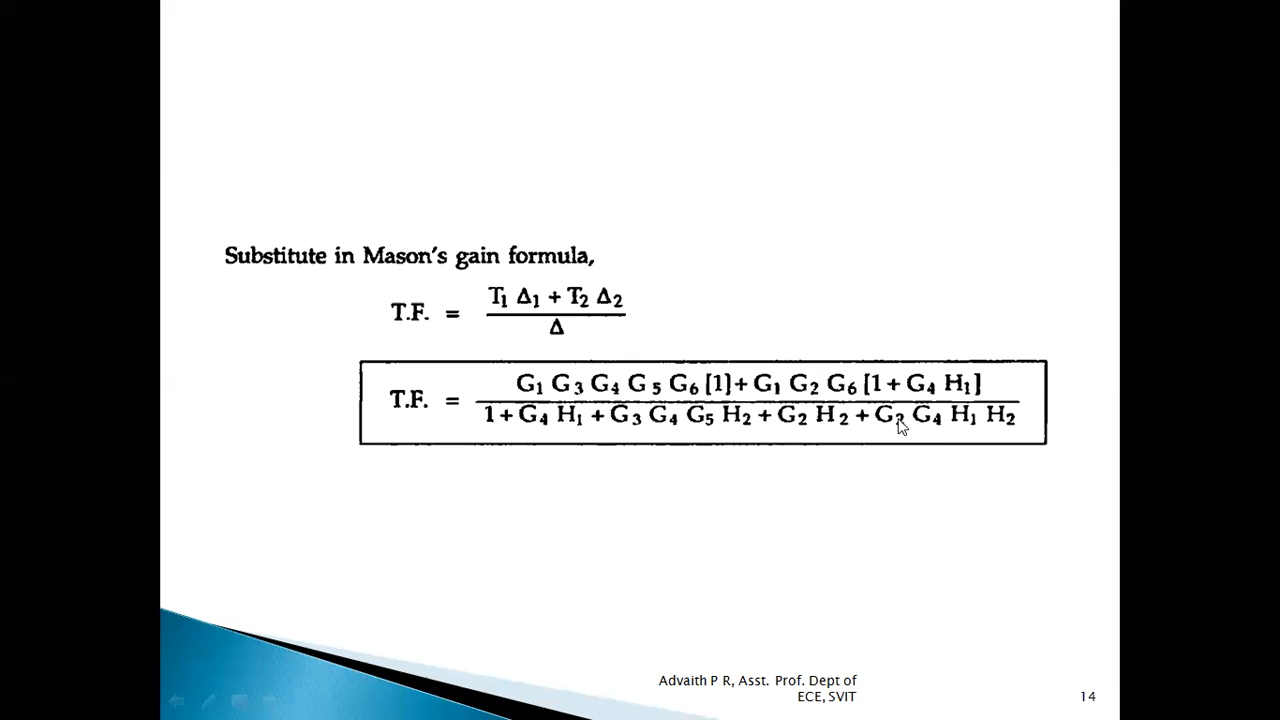 Substitute in Mason's gain formula,
T.F. = T₁ Δ₁ + T₂ Δ₂ / Δ
T.F. = G₁ G₃ G₄ G₅ G₆ [1] + G₁ G₂ G₆ [1 + G₄ H₁] / 1 + G₄ H₁ + G₃ G₄ G₅ H₂ + G₂ H₂ + G₂ G₄ H₁ H₂
Advaith P R, Asst. Prof. Dept of
ECE, SVIT
14